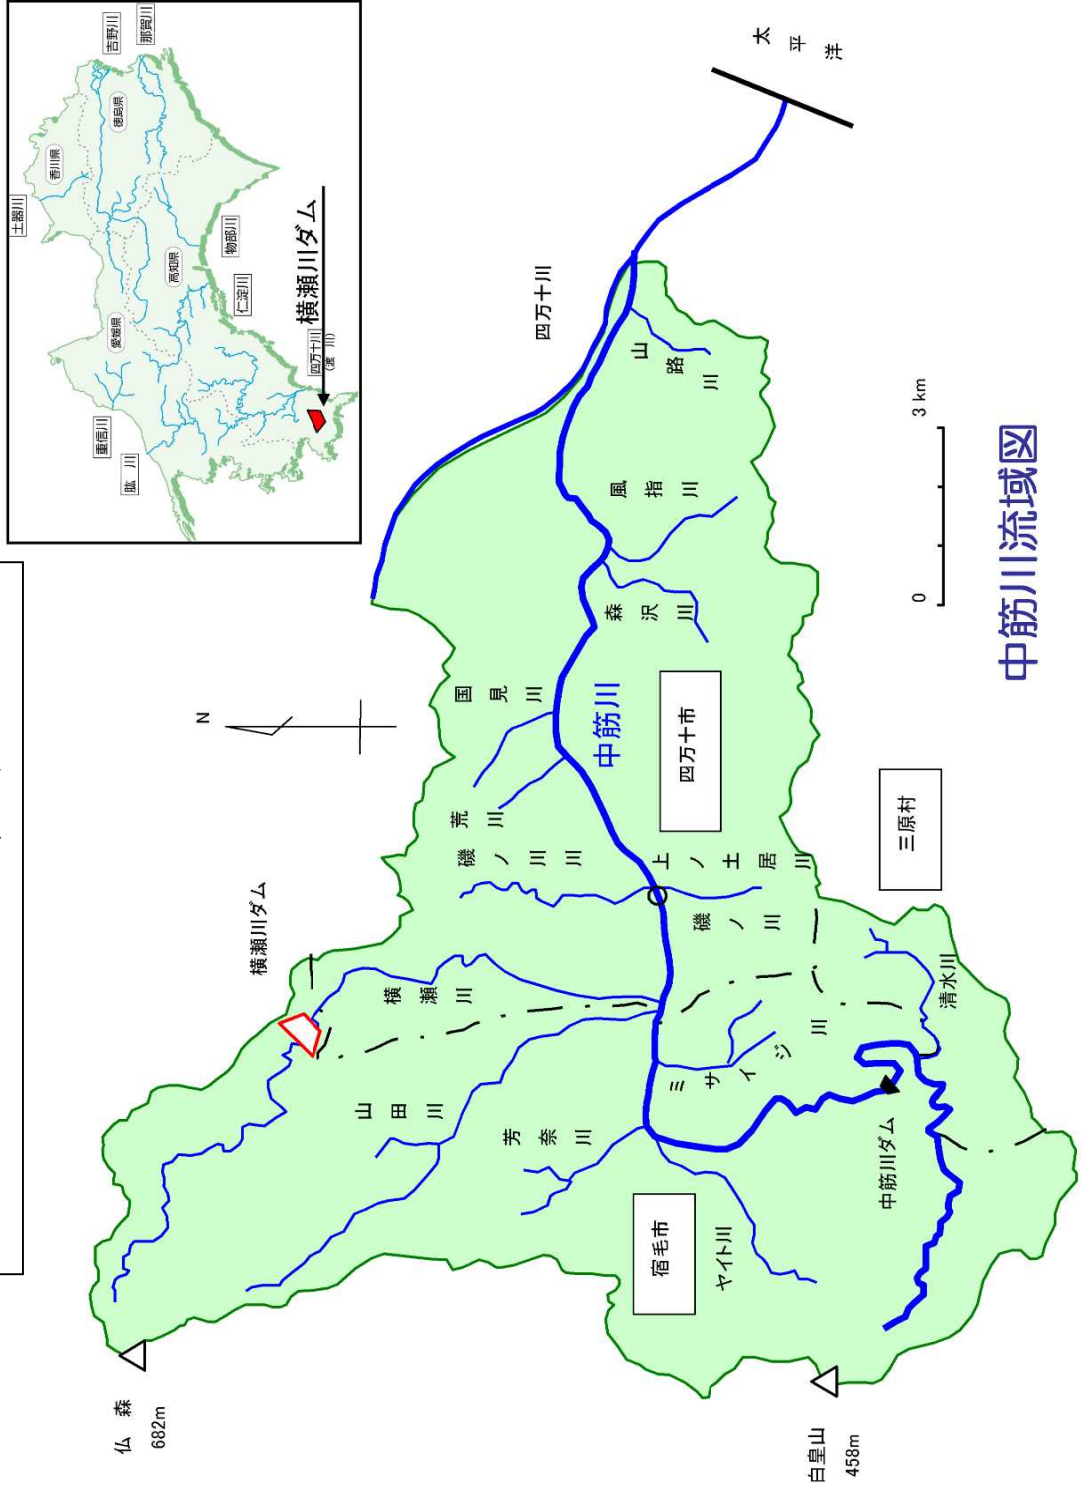 土器川
吉野川
那賀川
香川県
徳島県
愛媛県
高知県
重信川
肱川
物部川
仁淀川
四万十川
(渡川)
横瀬川ダム
太平洋
四万十川
山路川
風指川
森沢川
国見川
荒川
磯ノ川川
中筋川
四万十市
上ノ土居川
磯ノ川
三原村
横瀬川ダム
横瀬川
山田川
芳奈川
ミサイジ川
清水川
中筋川ダム
宿毛市
ヤイト川
仏森
682m
白皇山
458m
N
0
3 km
中筋川流域図